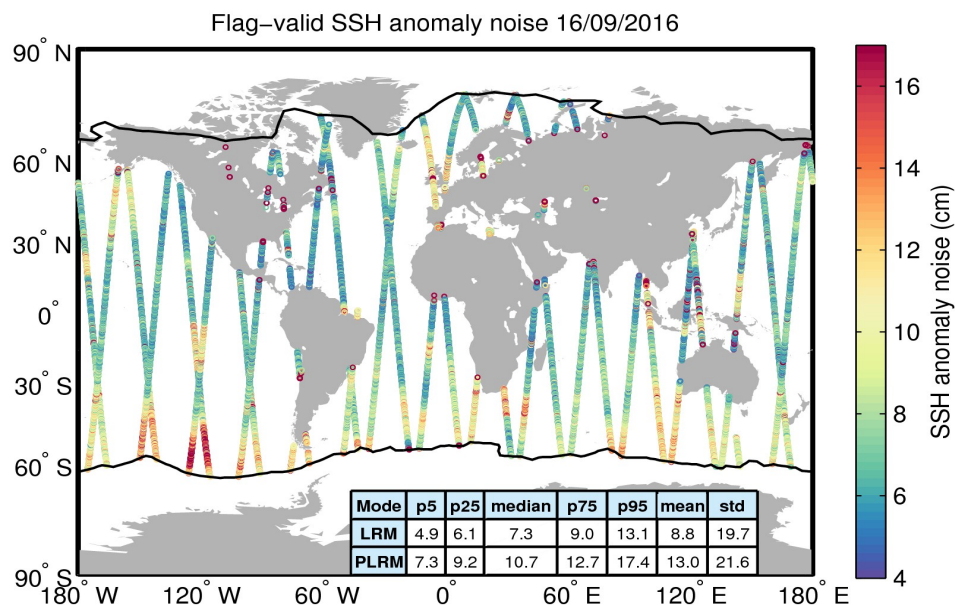 Flag−valid SSH anomaly noise 16/09/2016
90° N
60° N
30° N
0°
30° S
60° S
90° S
180° W
120° W
60° W
0°
60° E
120° E
180° E
Mode p5 p25 median p75 p95 mean std
LRM 4.9 6.1 7.3 9.0 13.1 8.8 19.7
PLRM 7.3 9.2 10.7 12.7 17.4 13.0 21.6
16
14
12
10
8
6
4
SSH anomaly noise (cm)